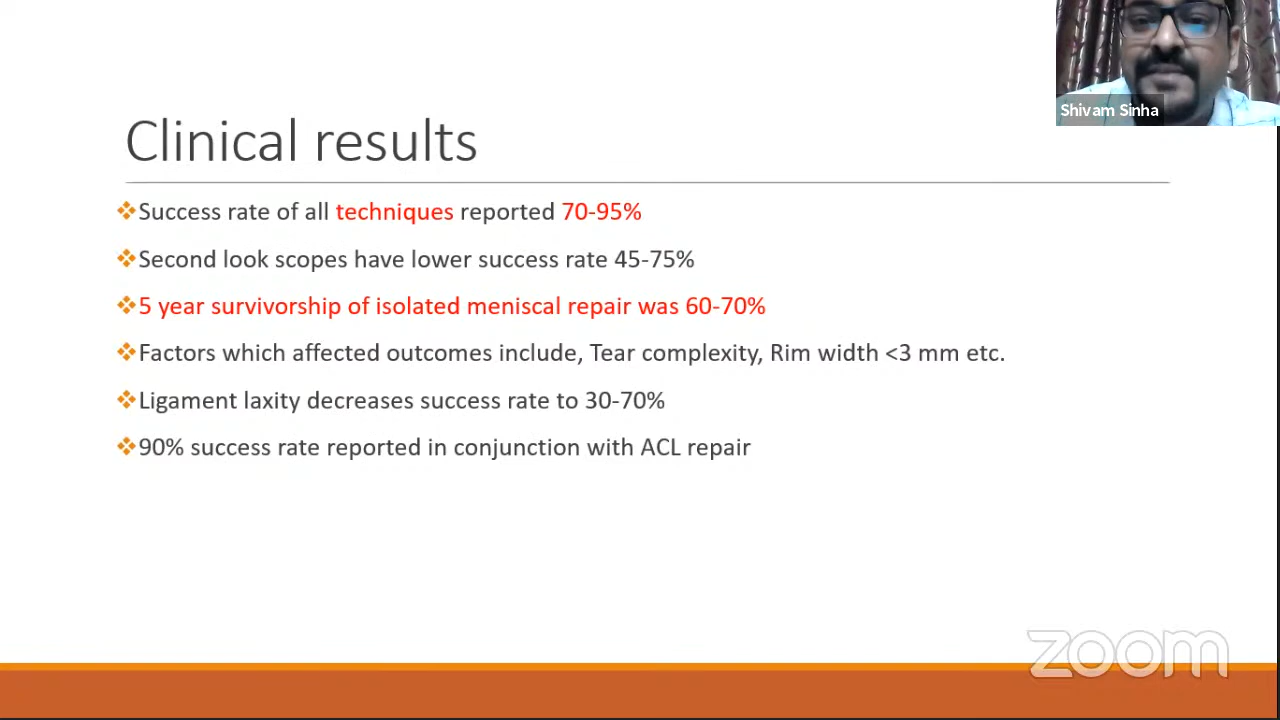 Shivam Sinha
Clinical results
Success rate of all techniques reported 70-95%
Second look scopes have lower success rate 45-75%
5 year survivorship of isolated meniscal repair was 60-70%
Factors which affected outcomes include, Tear complexity, Rim width <3 mm etc.
Ligament laxity decreases success rate to 30-70%
90% success rate reported in conjunction with ACL repair
zoom